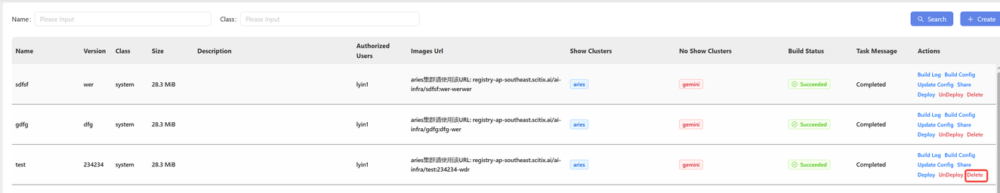 Name: Please Input Class: Please Input Search + Create
Name Version Class Size Description Authorized Users Images Url Show Clusters No Show Clusters Build Status Task Message Actions
sdfsf wer system 28.3 MiB lyin1 aries集群请使用该URL: registry-ap-southeast.scitix.ai/ai-infra/sdfsf:wer-werwer aries gemini Succeeded Completed
Build Log Build Config
Update Config Share
Deploy UnDeploy Delete
gdfg dfg system 28.3 MiB lyin1 aries集群请使用该URL: registry-ap-southeast.scitix.ai/ai-infra/gdfg:dfg-wer aries gemini Succeeded Completed
Build Log Build Config
Update Config Share
Deploy UnDeploy Delete
test 234234 system 28.3 MiB lyin1 aries集群请使用该URL: registry-ap-southeast.scitix.ai/ai-infra/test:234234-wdr aries gemini Succeeded Completed
Build Log Build Config
Update Config Share
Deploy UnDeploy Delete